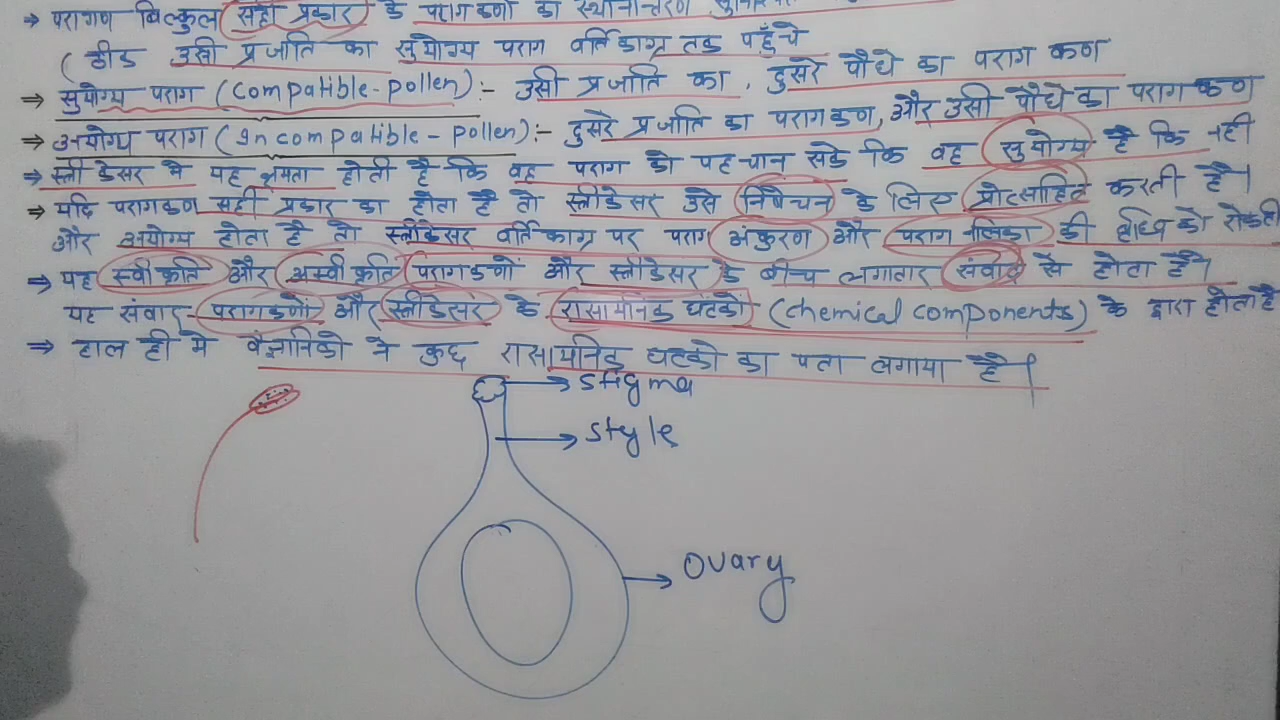 → परागण बिल्कुल सही प्रकार के परागकणों का स्थानान्तरण
( ठीक उसी प्रजाति का सुयोग्य पराग वर्तिकाग्र तक पहुँचे
⇒ सुयोग्य पराग (Compatible-pollen):- उसी प्रजाति का, दुसरे पौधे का पराग कण
⇒ अयोग्य पराग (Incompatible-pollen):- दुसरे प्रजाति का परागकण, और उसी पौधे का पराग कण
⇒ स्त्रीकेसर मे यह क्षमता होती है कि वह पराग को पहचान सके कि वह सुयोग्य है कि नहीं
⇒ यदि परागकण सही प्रकार का होता है तो स्त्रीकेसर उसे निषेचन के लिए प्रोत्साहित करती है।
और अयोग्य होता है तो स्त्रीकेसर वर्तिकाग्र पर पराग अंकुरण और पराग नलिका की वृध्दि को रोकती
⇒ यह स्वीकृति और अस्वीकृति परागकणों और स्त्रीकेसर के बीच लगातार संवाद से होता है।
यह संवाद परागकणों और स्त्रीकेसर के रासायनिक घटकों (chemical components) के द्वारा होता है
⇒ हाल ही मे वैज्ञानिको ने कुछ रासायनिक घटको का पता लगाया है।
stigma
style
Ovary